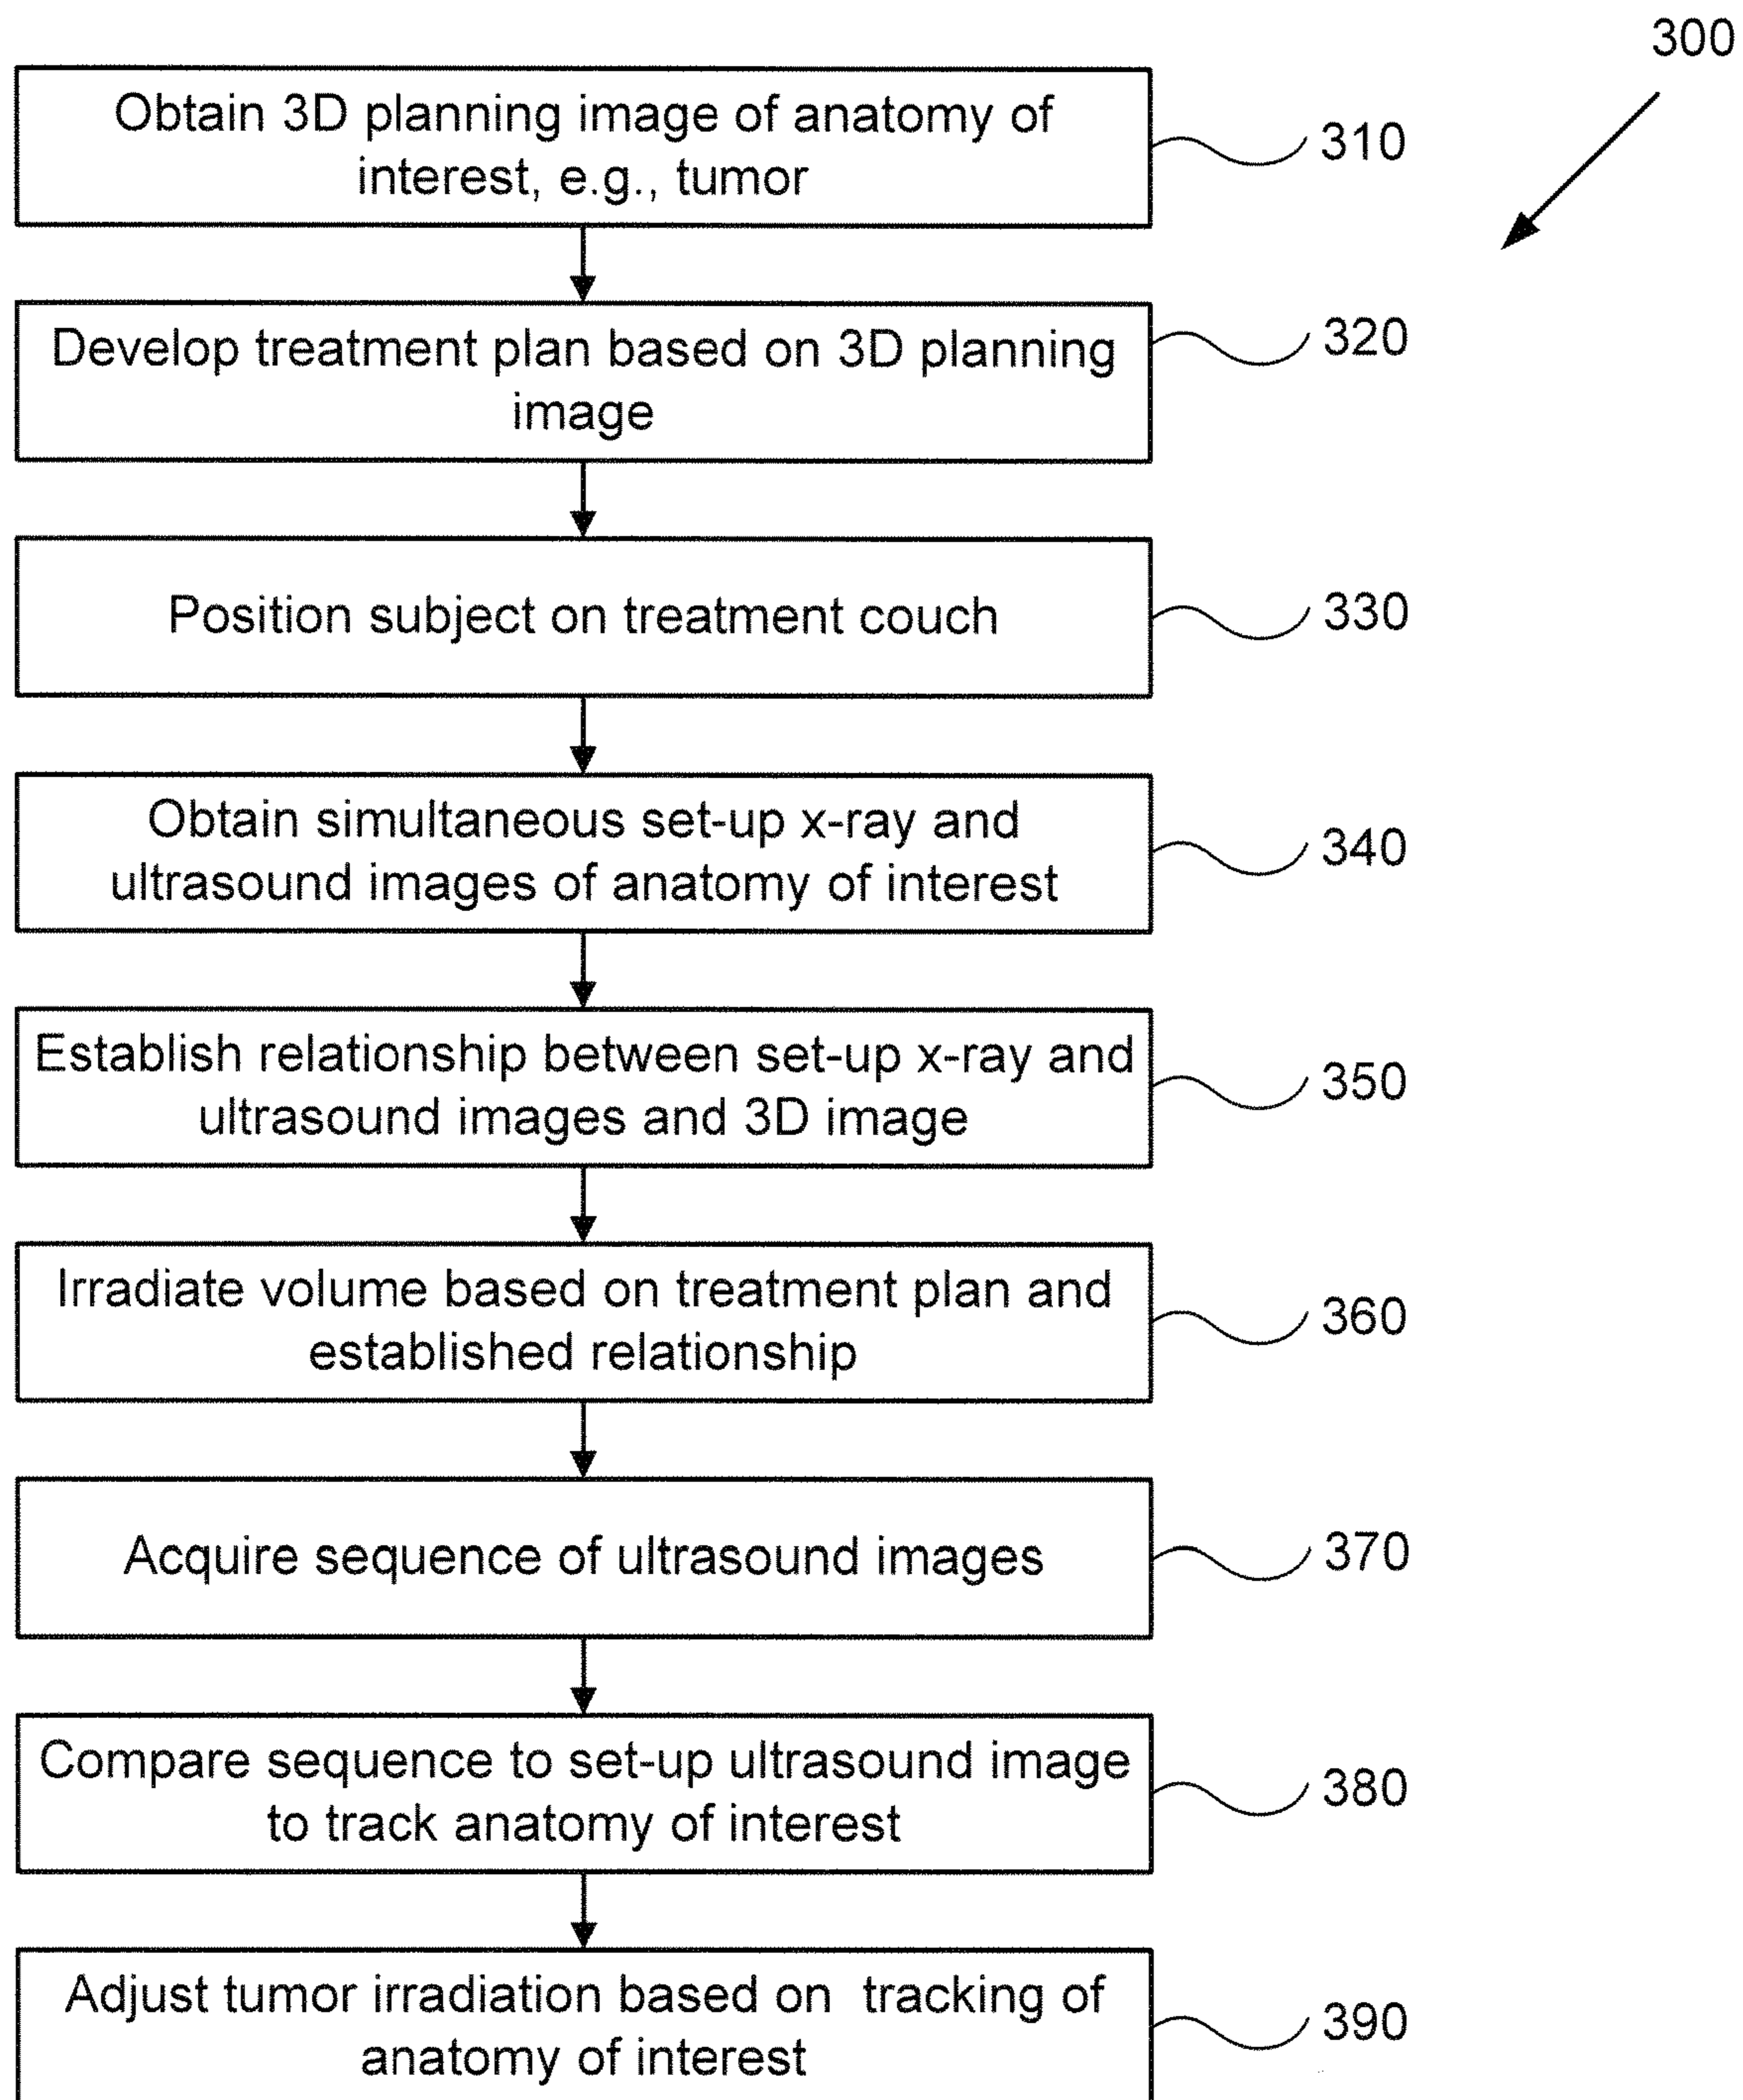 300
Obtain 3D planning image of anatomy of
interest, e.g., tumor
310
Develop treatment plan based on 3D planning
image
320
Position subject on treatment couch
330
Obtain simultaneous set-up x-ray and
ultrasound images of anatomy of interest
340
Establish relationship between set-up x-ray and
ultrasound images and 3D image
350
Irradiate volume based on treatment plan and
established relationship
360
Acquire sequence of ultrasound images
370
Compare sequence to set-up ultrasound image
to track anatomy of interest
380
Adjust tumor irradiation based on tracking of
anatomy of interest
390